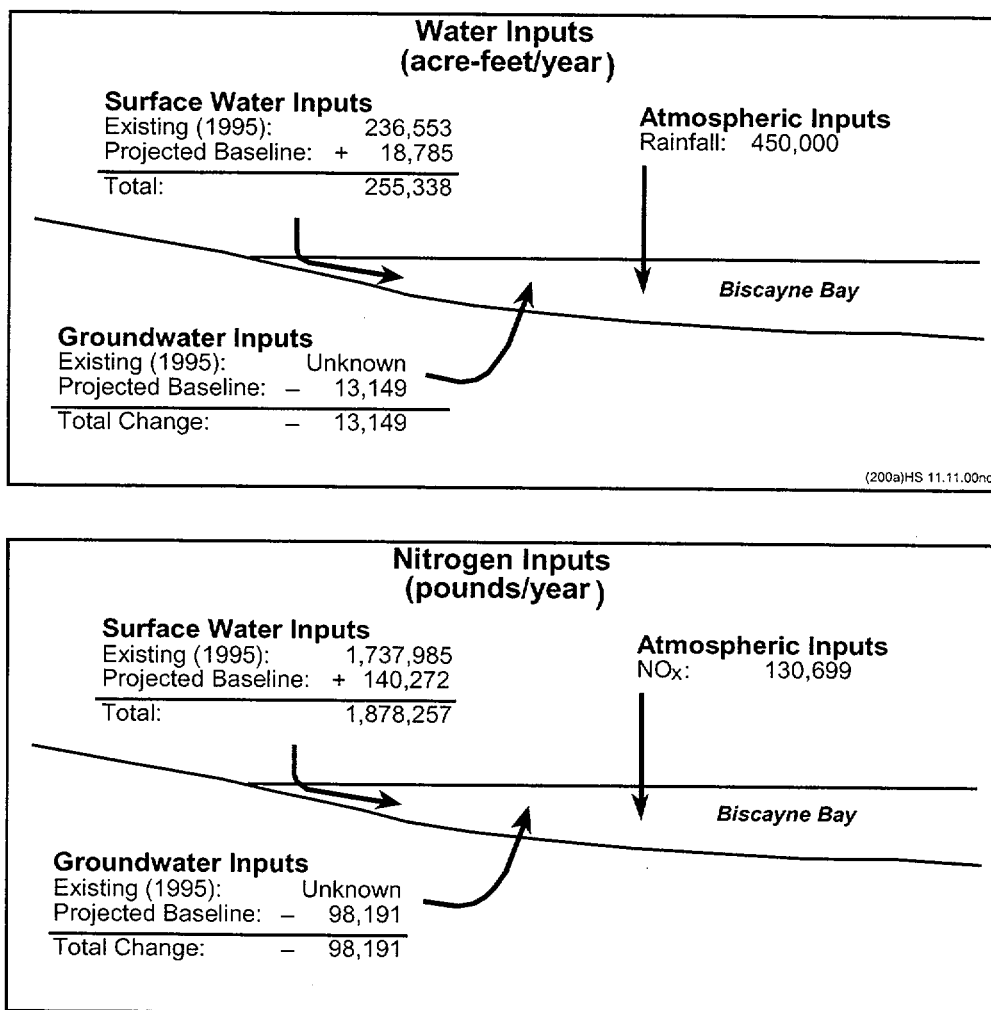 Water Inputs
(acre-feet/year)
Surface Water Inputs
Existing (1995): 236,553
Projected Baseline: + 18,785
Total: 255,338
Atmospheric Inputs
Rainfall: 450,000
Biscayne Bay
Groundwater Inputs
Existing (1995): Unknown
Projected Baseline: – 13,149
Total Change: – 13,149
(200a)HS 11.11.00nc
Nitrogen Inputs
(pounds/year)
Surface Water Inputs
Existing (1995): 1,737,985
Projected Baseline: + 140,272
Total: 1,878,257
Atmospheric Inputs
NOx: 130,699
Biscayne Bay
Groundwater Inputs
Existing (1995): Unknown
Projected Baseline: – 98,191
Total Change: – 98,191